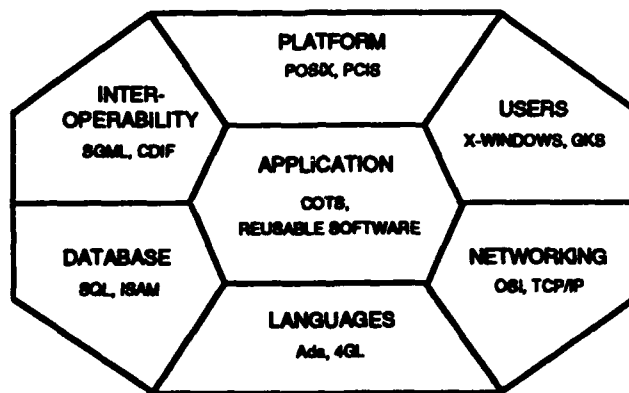 PLATFORM
POSIX, PCIS
INTER-
OPERABILITY
SGML, CDIF
USERS
X-WINDOWS, GKS
APPLICATION
COTS,
REUSABLE SOFTWARE
DATABASE
SQL, ISAM
NETWORKING
OSI, TCP/IP
LANGUAGES
Ada, 4GL